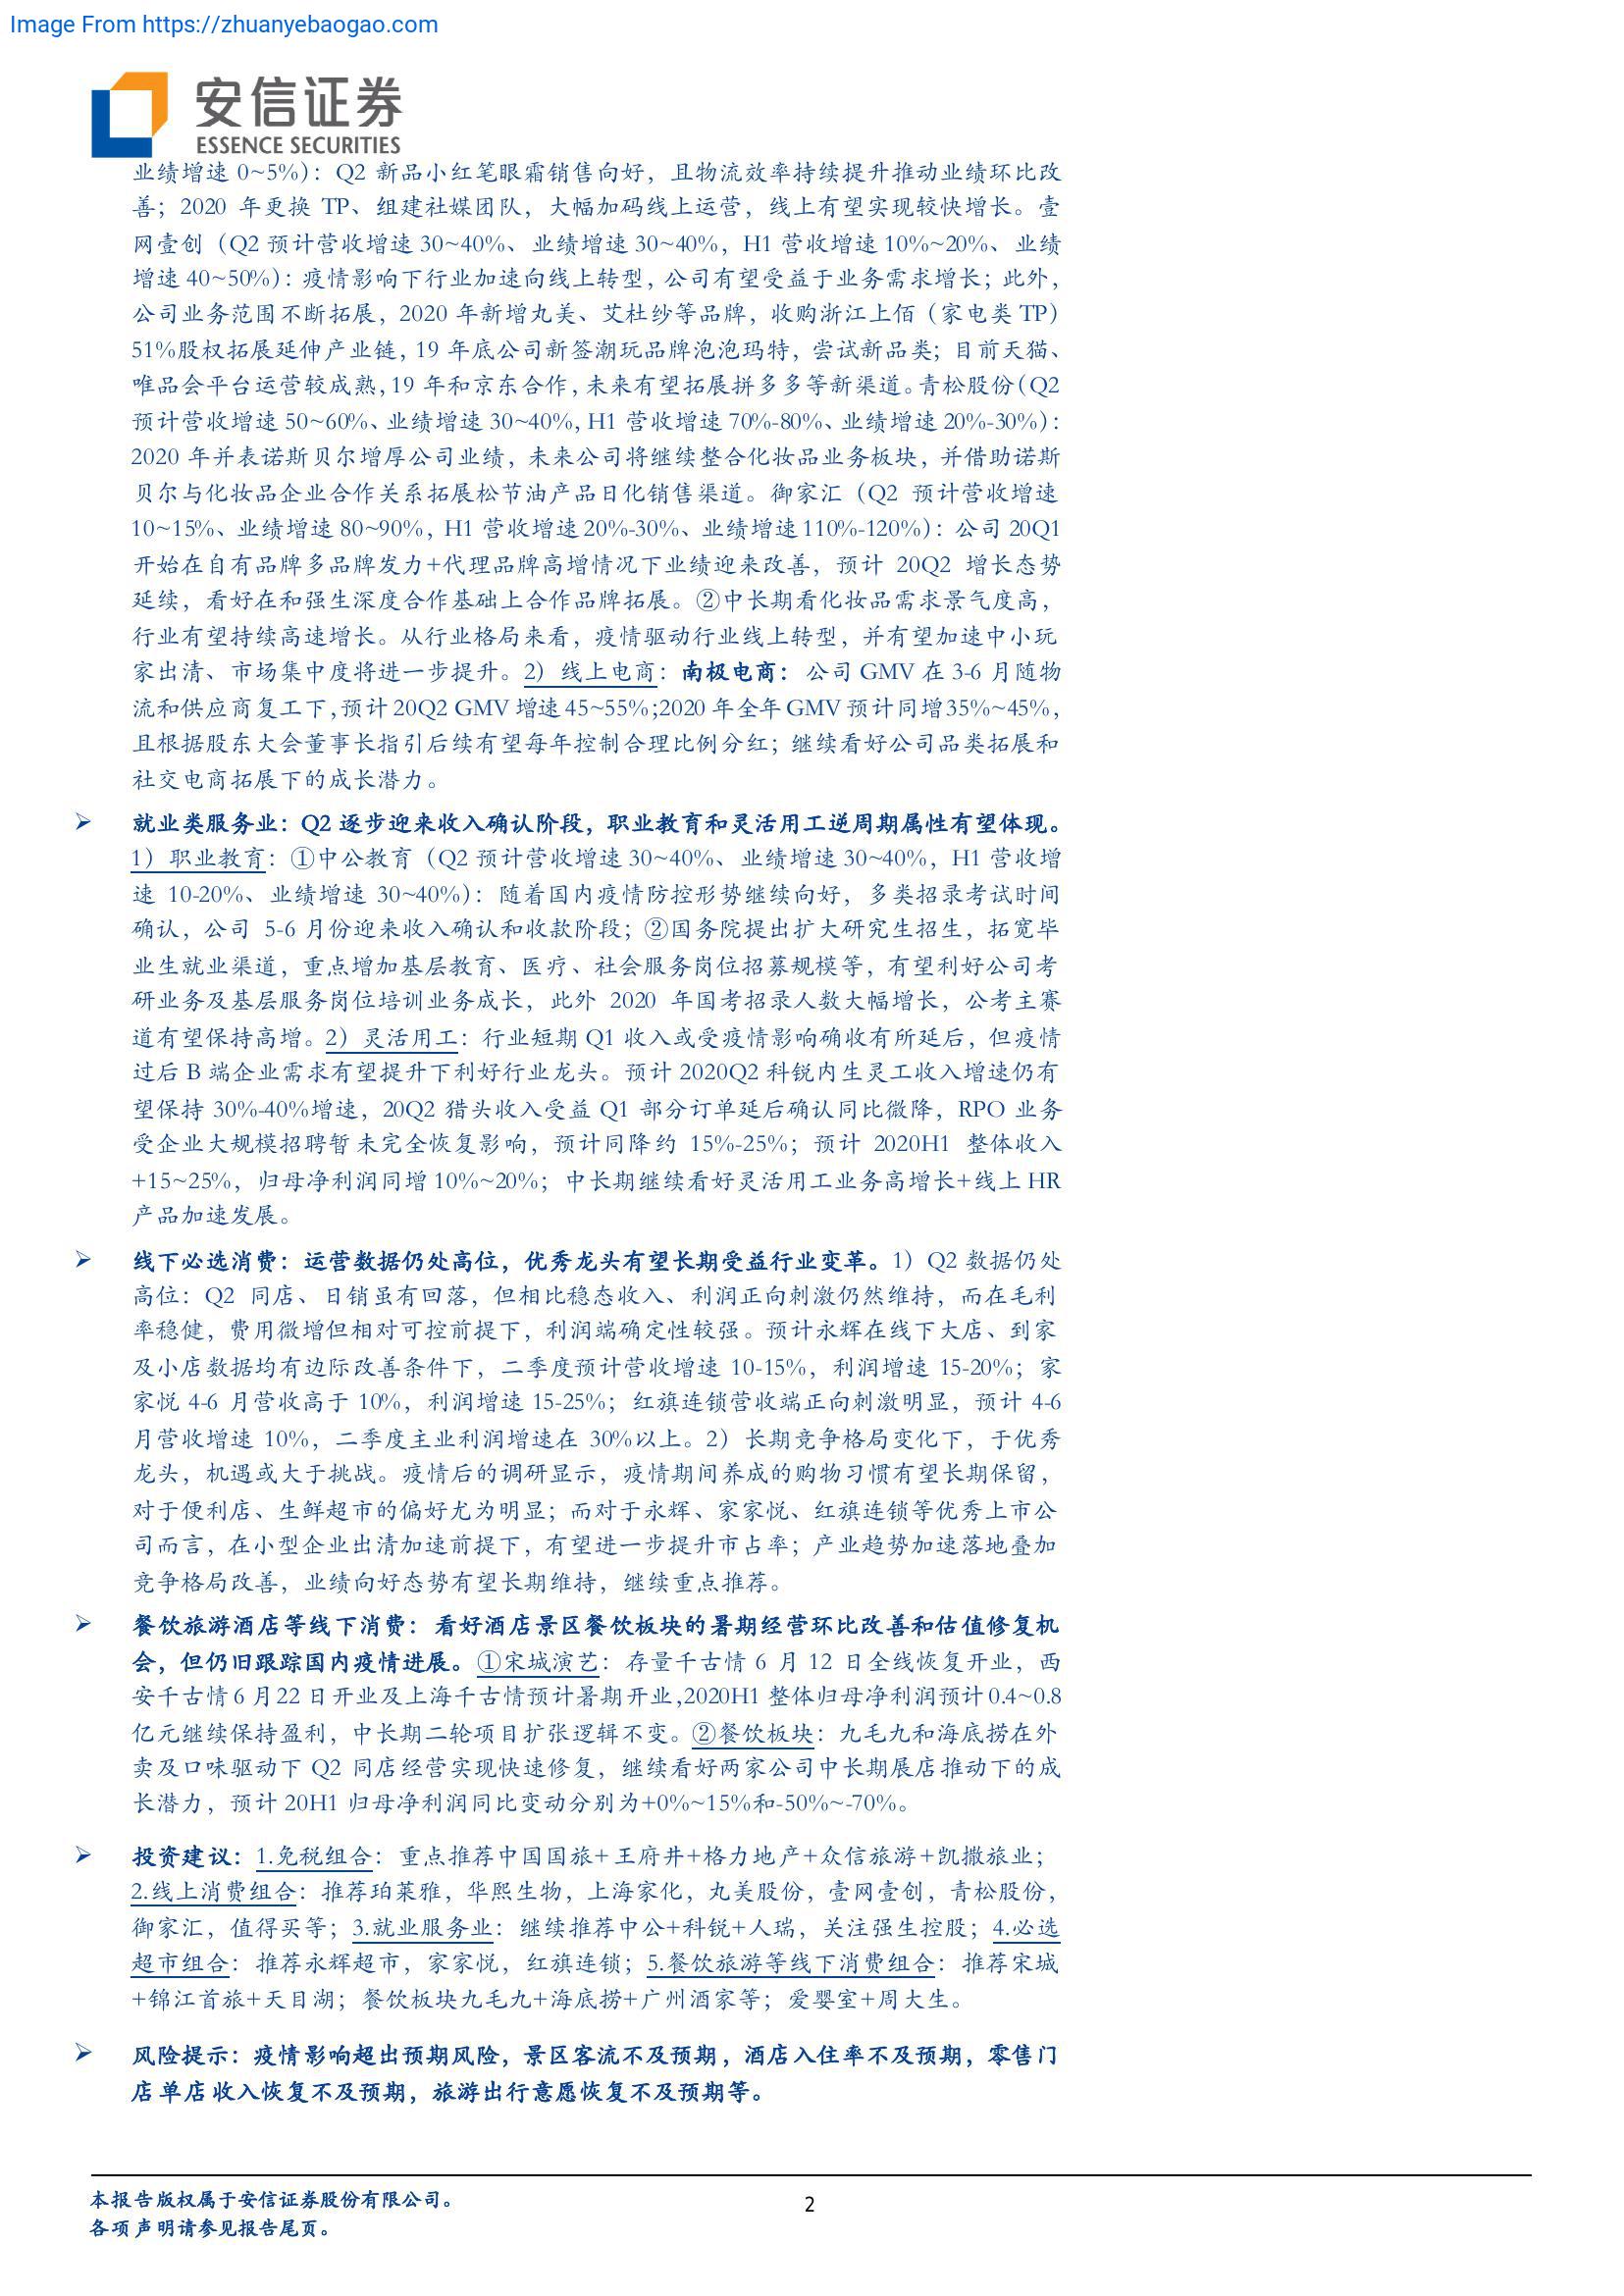 Image From https://zhuanyebaogao.com
安信证券
ESSENCE SECURITIES
业绩增速 0~5%）：Q2 新品小红笔眼霜销售向好，且物流效率持续提升推动业绩环比改
善；2020 年更换 TP、组建社媒团队，大幅加码线上运营，线上有望实现较快增长。壹
网壹创（Q2 预计营收增速 30~40%、业绩增速 30~40%，H1 营收增速 10%~20%、业绩
增速 40~50%）：疫情影响下行业加速向线上转型，公司有望受益于业务需求增长；此外，
公司业务范围不断拓展，2020 年新增丸美、艾杜纱等品牌，收购浙江上佰（家电类 TP）
51%股权拓展延伸产业链，19 年底公司新签潮玩品牌泡泡玛特，尝试新品类；目前天猫、
唯品会平台运营较成熟，19 年和京东合作，未来有望拓展拼多多等新渠道。青松股份（Q2
预计营收增速 50~60%、业绩增速 30~40%，H1 营收增速 70%-80%、业绩增速 20%-30%）：
2020 年并表诺斯贝尔增厚公司业绩，未来公司将继续整合化妆品业务板块，并借助诺斯
贝尔与化妆品企业合作关系拓展松节油产品日化销售渠道。御家汇（Q2 预计营收增速
10~15%、业绩增速 80~90%，H1 营收增速 20%-30%、业绩增速 110%-120%）：公司 20Q1
开始在自有品牌多品牌发力+代理品牌高增情况下业绩迎来改善，预计 20Q2 增长态势
延续，看好在和强生深度合作基础上合作品牌拓展。②中长期看化妆品需求景气度高，
行业有望持续高速增长。从行业格局来看，疫情驱动行业线上转型，并有望加速中小玩
家出清、市场集中度将进一步提升。2）线上电商：南极电商：公司 GMV 在 3-6 月随物
流和供应商复工下，预计 20Q2 GMV 增速 45~55%；2020 年全年 GMV 预计同增 35%~45%，
且根据股东大会董事长指引后续有望每年控制合理比例分红；继续看好公司品类拓展和
社交电商拓展下的成长潜力。
➢ 就业类服务业：Q2 逐步迎来收入确认阶段，职业教育和灵活用工逆周期属性有望体现。
1）职业教育：①中公教育（Q2 预计营收增速 30~40%、业绩增速 30~40%，H1 营收增
速 10-20%、业绩增速 30~40%）：随着国内疫情防控形势继续向好，多类招录考试时间
确认，公司 5-6 月份迎来收入确认和收款阶段；②国务院提出扩大研究生招生，拓宽毕
业生就业渠道，重点增加基层教育、医疗、社会服务岗位招募规模等，有望利好公司考
研业务及基层服务岗位培训业务成长，此外 2020 年国考招录人数大幅增长，公考主赛
道有望保持高增。2）灵活用工：行业短期 Q1 收入或受疫情影响确收有所延后，但疫情
过后 B 端企业需求有望提升下利好行业龙头。预计 2020Q2 科锐内生灵工收入增速仍有
望保持 30%-40%增速，20Q2 猎头收入受益 Q1 部分订单延后确认同比微降，RPO 业务
受企业大规模招聘暂未完全恢复影响，预计同降约 15%-25%；预计 2020H1 整体收入
+15~25%，归母净利润同增 10%~20%；中长期继续看好灵活用工业务高增长+线上 HR
产品加速发展。
➢ 线下必选消费：运营数据仍处高位，优秀龙头有望长期受益行业变革。1）Q2 数据仍处
高位：Q2 同店、日销虽有回落，但相比稳态收入、利润正向刺激仍然维持，而在毛利
率稳健，费用微增但相对可控前提下，利润端确定性较强。预计永辉在线下大店、到家
及小店数据均有边际改善条件下，二季度预计营收增速 10-15%，利润增速 15-20%；家
家悦 4-6 月营收高于 10%，利润增速 15-25%；红旗连锁营收端正向刺激明显，预计 4-6
月营收增速 10%，二季度主业利润增速在 30%以上。2）长期竞争格局变化下，于优秀
龙头，机遇或大于挑战。疫情后的调研显示，疫情期间养成的购物习惯有望长期保留，
对于便利店、生鲜超市的偏好尤为明显；而对于永辉、家家悦、红旗连锁等优秀上市公
司而言，在小型企业出清加速前提下，有望进一步提升市占率；产业趋势加速落地叠加
竞争格局改善，业绩向好态势有望长期维持，继续重点推荐。
➢ 餐饮旅游酒店等线下消费：看好酒店景区餐饮板块的暑期经营环比改善和估值修复机
会，但仍旧跟踪国内疫情进展。①宋城演艺：存量千古情 6 月 12 日全线恢复开业，西
安千古情 6 月 22 日开业及上海千古情预计暑期开业，2020H1 整体归母净利润预计 0.4~0.8
亿元继续保持盈利，中长期二轮项目扩张逻辑不变。②餐饮板块：九毛九和海底捞在外
卖及口味驱动下 Q2 同店经营实现快速修复，继续看好两家公司中长期展店推动下的成
长潜力，预计 20H1 归母净利润同比变动分别为+0%~15%和-50%~-70%。
➢ 投资建议：1.免税组合：重点推荐中国国旅+王府井+格力地产+众信旅游+凯撒旅业；
2.线上消费组合：推荐珀莱雅，华熙生物，上海家化，丸美股份，壹网壹创，青松股份，
御家汇，值得买等；3.就业服务业：继续推荐中公+科锐+人瑞，关注强生控股；4.必选
超市组合：推荐永辉超市，家家悦，红旗连锁；5.餐饮旅游等线下消费组合：推荐宋城
+锦江首旅+天目湖；餐饮板块九毛九+海底捞+广州酒家等；爱婴室+周大生。
➢ 风险提示：疫情影响超出预期风险，景区客流不及预期，酒店入住率不及预期，零售门
店单店收入恢复不及预期，旅游出行意愿恢复不及预期等。
本报告版权属于安信证券股份有限公司。
各项声明请参见报告尾页。
2